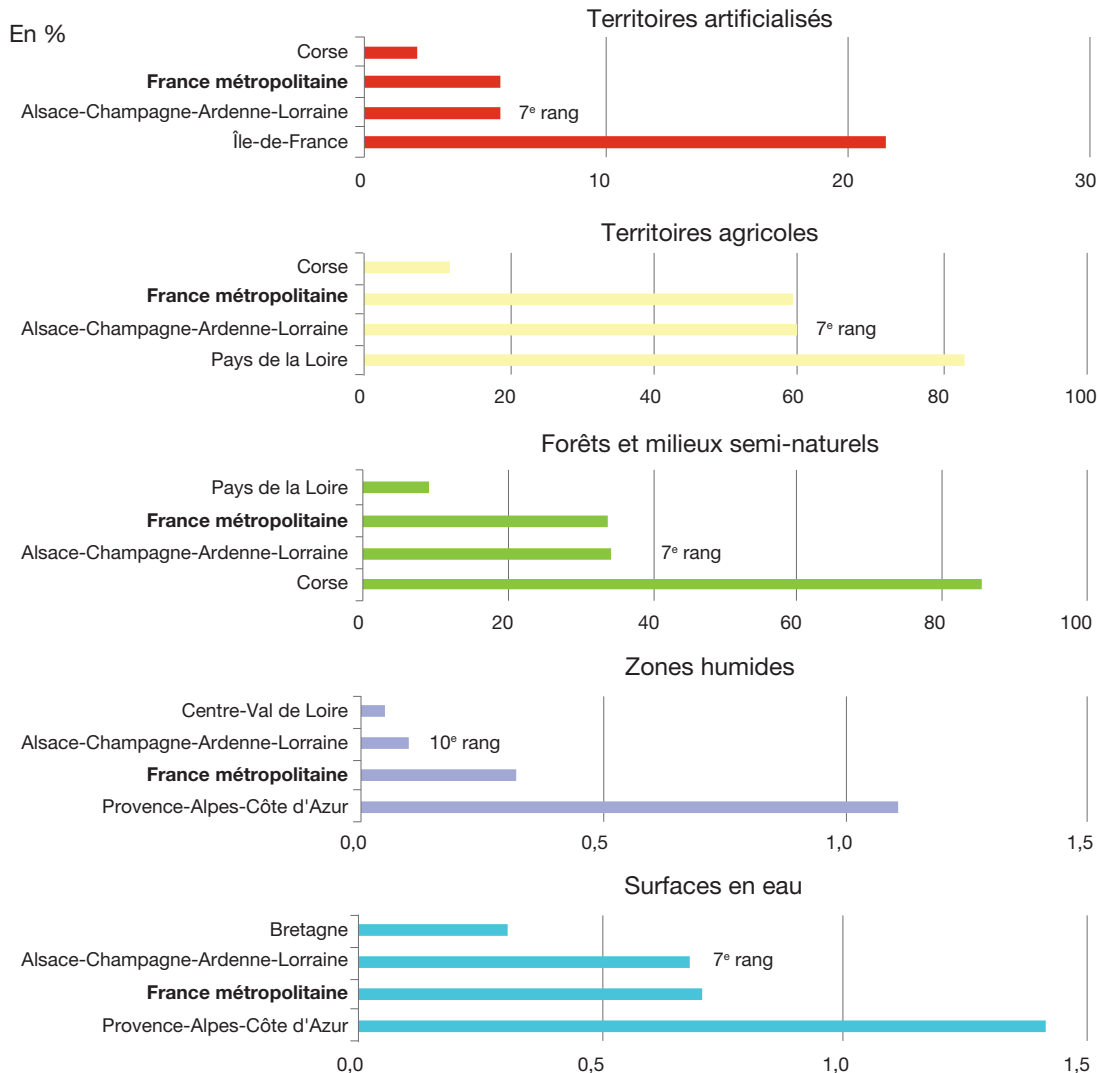 Territoires artificialisés
En %
Corse
France métropolitaine
Alsace-Champagne-Ardenne-Lorraine 7e rang
Île-de-France
0 10 20 30
Territoires agricoles
Corse
France métropolitaine
Alsace-Champagne-Ardenne-Lorraine 7e rang
Pays de la Loire
0 20 40 60 80 100
Forêts et milieux semi-naturels
Pays de la Loire
France métropolitaine
Alsace-Champagne-Ardenne-Lorraine 7e rang
Corse
0 20 40 60 80 100
Zones humides
Centre-Val de Loire
Alsace-Champagne-Ardenne-Lorraine 10e rang
France métropolitaine
Provence-Alpes-Côte d'Azur
0,0 0,5 1,0 1,5
Surfaces en eau
Bretagne
Alsace-Champagne-Ardenne-Lorraine 7e rang
France métropolitaine
Provence-Alpes-Côte d'Azur
0,0 0,5 1,0 1,5